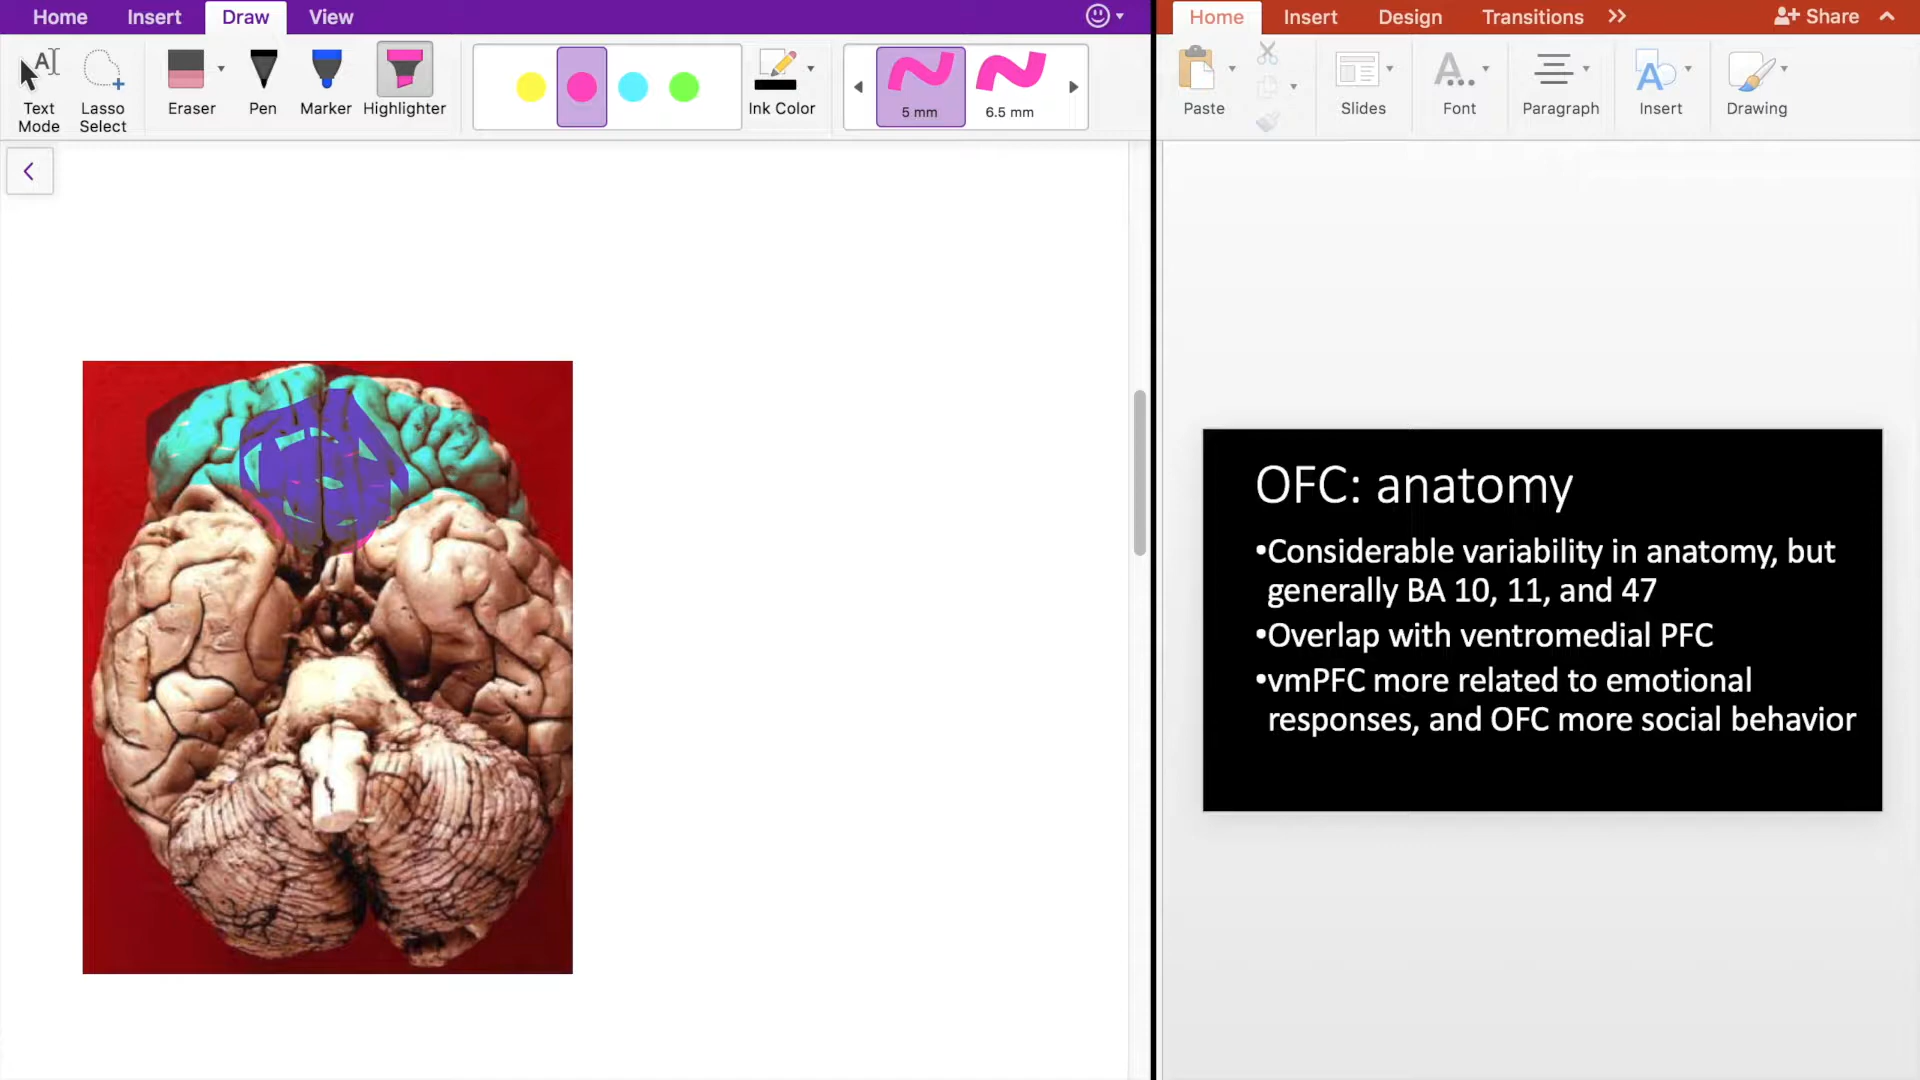 Home Insert Draw View
Text Mode
Lasso Select
Eraser
Pen
Marker
Highlighter
Ink Color
5 mm
6.5 mm
Home Insert Design Transitions >> Share
Paste
Slides
Font
Paragraph
Insert
Drawing
OFC: anatomy
•Considerable variability in anatomy, but
generally BA 10, 11, and 47
•Overlap with ventromedial PFC
•vmPFC more related to emotional
responses, and OFC more social behavior